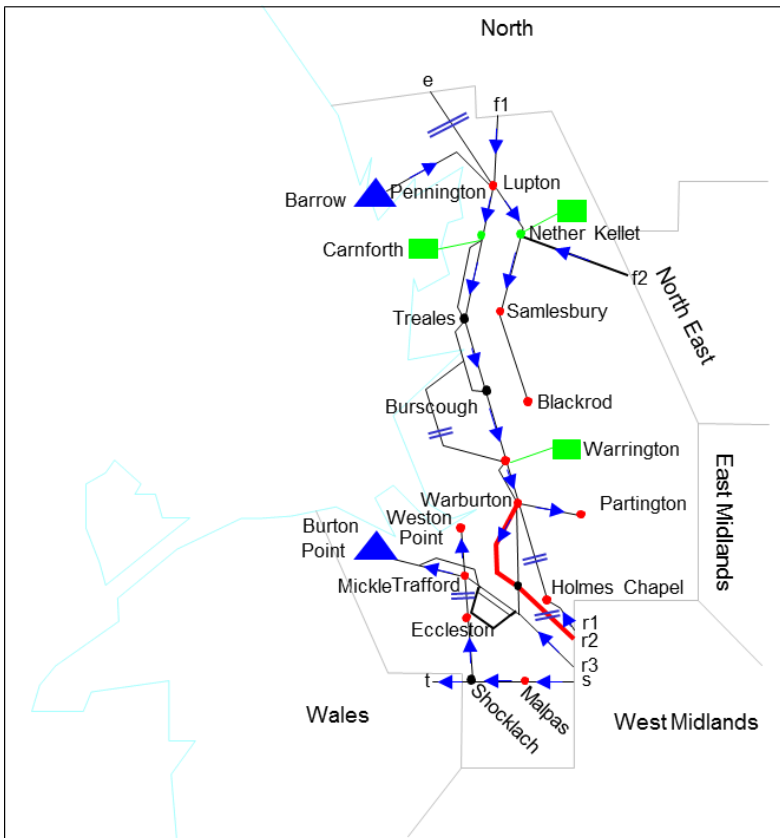 North
e
f1
Barrow
Pennington
Lupton
Carnforth
Nether Kellet
f2
North East
Treales
Samlesbury
Burscough
Blackrod
Warrington
East Midlands
Warburton
Partington
Weston
Point
Burton
Point
Mickle Trafford
Holmes Chapel
Eccleston
r1
r2
r3
t
s
Shocklach
Malpas
Wales
West Midlands